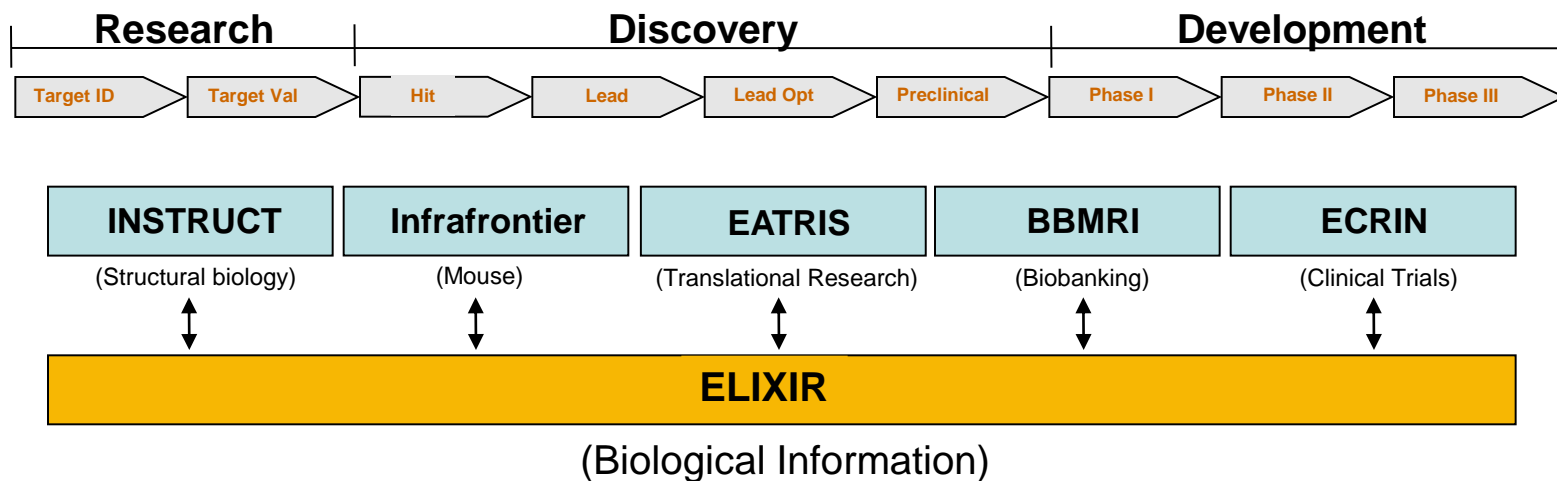 Research Discovery Development
Target ID Target Val Hit Lead Lead Opt Preclinical Phase I Phase II Phase III
INSTRUCT Infrafrontier EATRIS BBMRI ECRIN
(Structural biology) (Mouse) (Translational Research) (Biobanking) (Clinical Trials)
ELIXIR
(Biological Information)